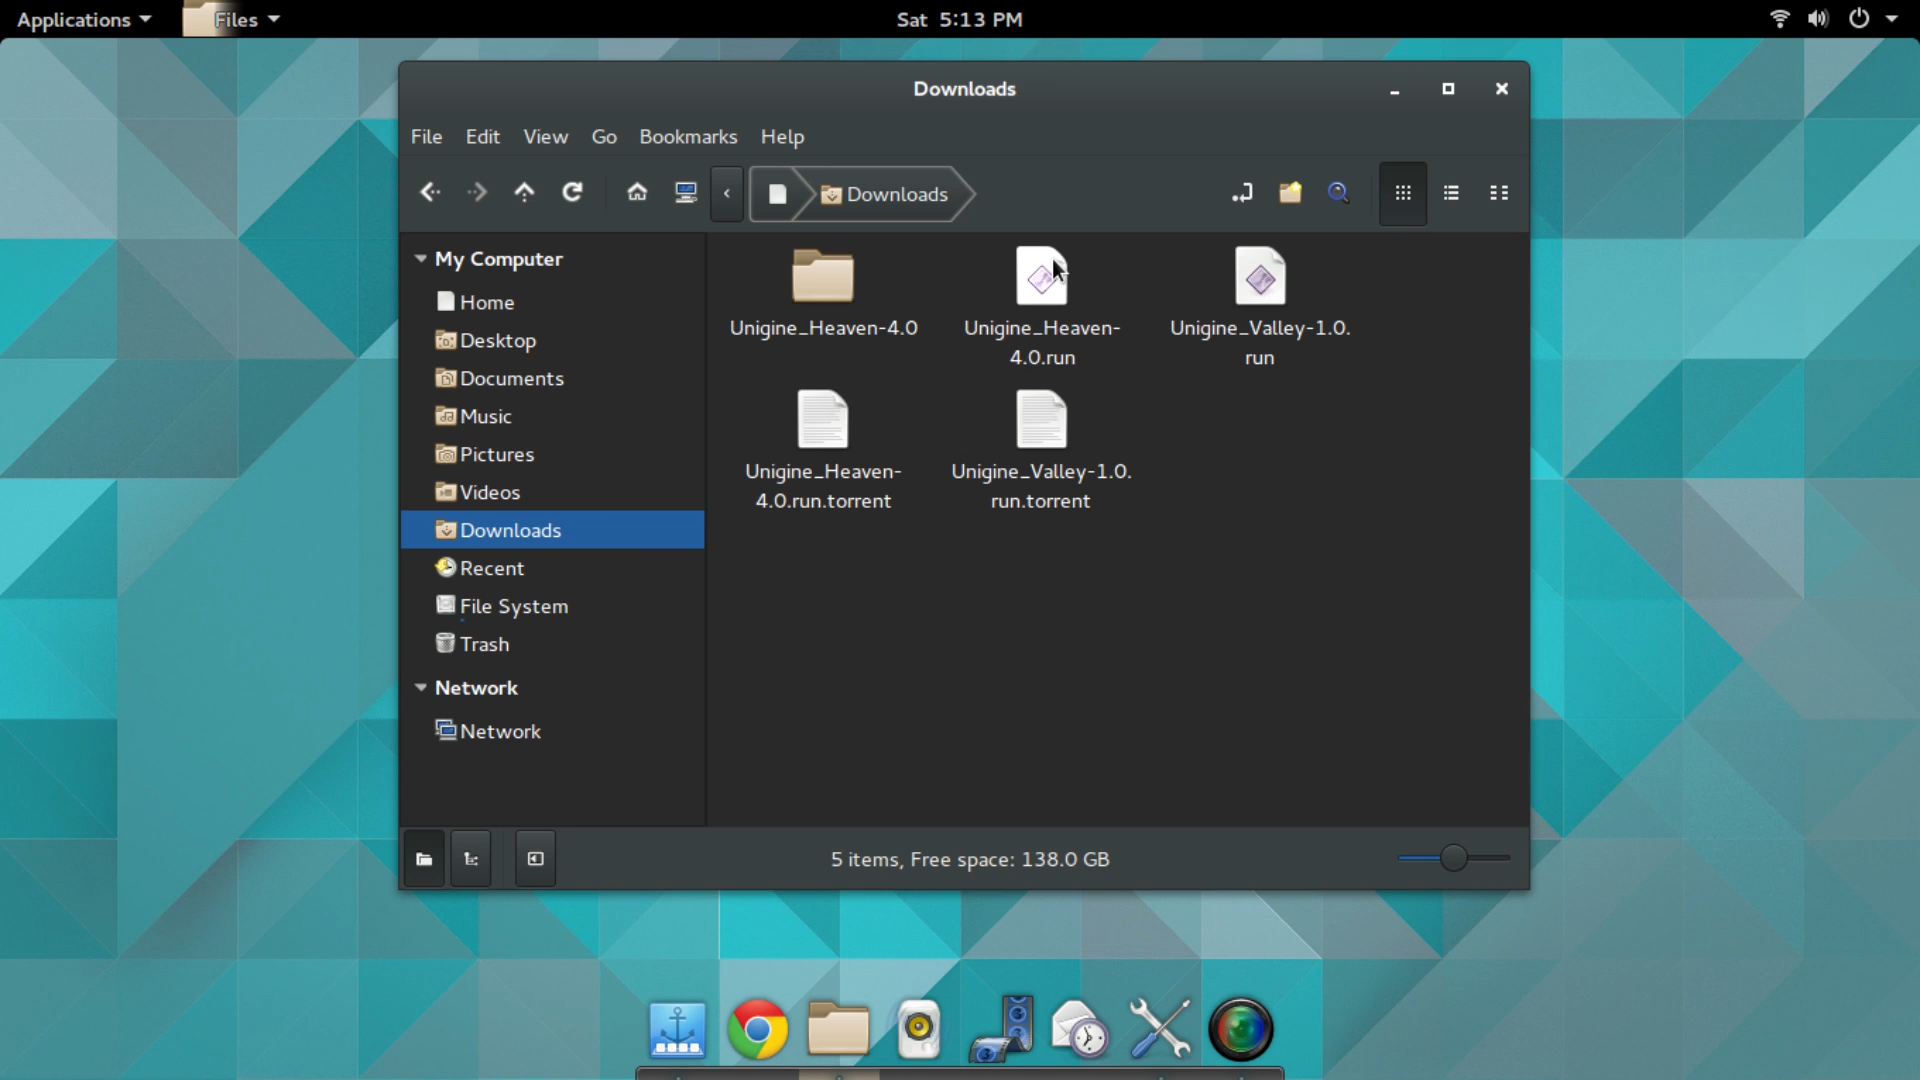 Applications Files Sat 5:13 PM
Downloads
File Edit View Go Bookmarks Help
Downloads
My Computer
Home
Desktop
Documents
Music
Pictures
Videos
Downloads
Recent
File System
Trash
Network
Network
Unigine_Heaven-4.0
Unigine_Heaven-
4.0.run
Unigine_Valley-1.0.
run
Unigine_Heaven-
4.0.run.torrent
Unigine_Valley-1.0.
run.torrent
5 items, Free space: 138.0 GB